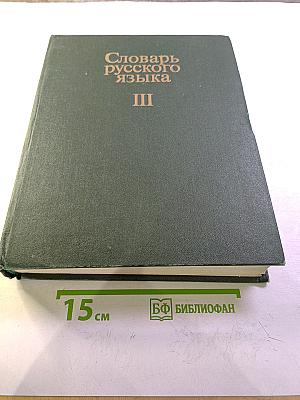 Словарь
русского
языка
III
15 см
БФ БИБЛИОФАН